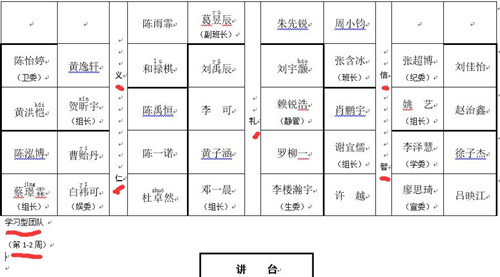 陈雨霏 葛昱辰 朱先锐 周小钧
（副班长）
陈怡婷 黄逸轩 义 和禄棋 刘禹辰 刘宇灏 张含冰 信 张超博 刘佳怡
（卫委） （班长） （纪委）
黄洪恺 贺昕宇 陈禹恒 李 可 礼 赖锐浩 肖鹏宇 姚 艺 赵治鑫
（组长） （静管） （组长）
陈泓博 曹贻丹 陈一诺 黄子涵 罗柳一 谢宜儒 智 李泽慧 徐子杰
（组长） （学委）
蔡璟霖 白祎可 仁 杜卓然 邓一晨 李楼瀚宇 许 越 廖思琦 吕映江
（组长） （娱委） （组长） （生委） （宣委）
学习型团队
（第 1-2 周）
讲 台